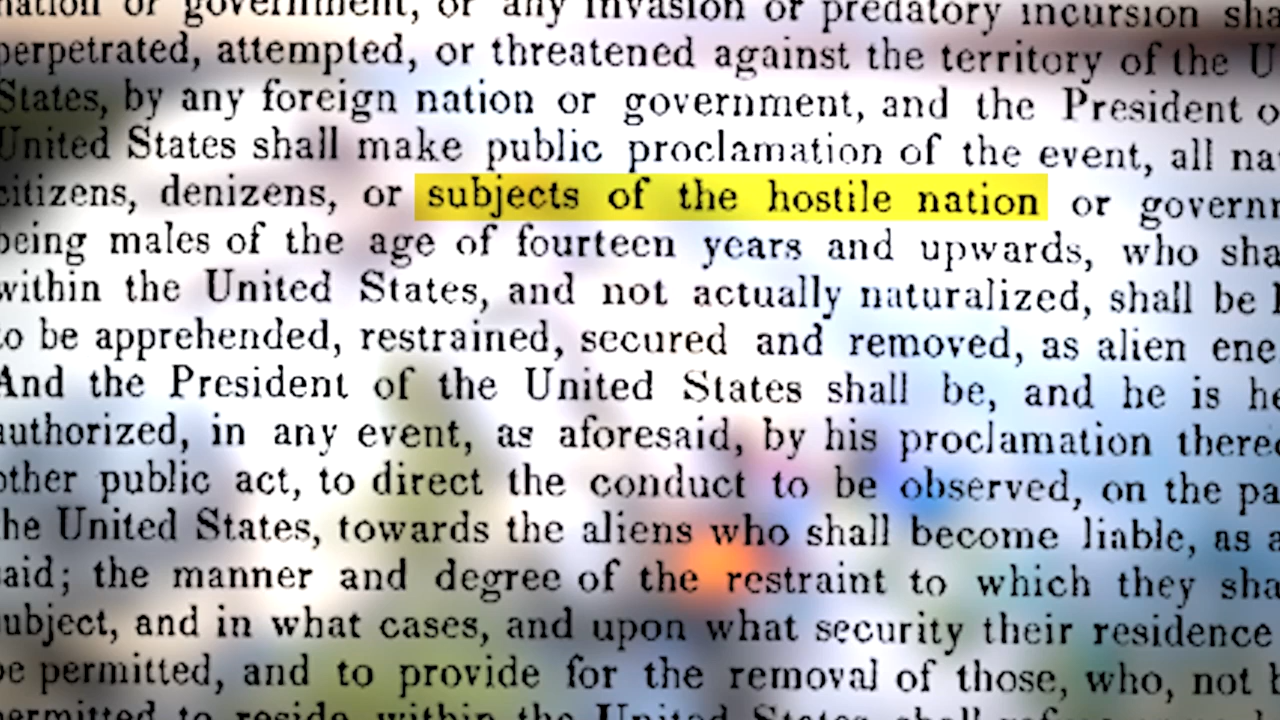 nation or government, or any invasion or predatory incursion sha
perpetrated, attempted, or threatened against the territory of the U
States, by any foreign nation or government, and the President o
United States shall make public proclamation of the event, all na
citizens, denizens, or subjects of the hostile nation or governm
being males of the age of fourteen years and upwards, who sha
within the United States, and not actually naturalized, shall be l
to be apprehended, restrained, secured and removed, as alien ene
And the President of the United States shall be, and he is he
authorized, in any event, as aforesaid, by his proclamation there
other public act, to direct the conduct to be observed, on the pa
the United States, towards the aliens who shall become liable, as a
said; the manner and degree of the restraint to which they sha
subject, and in what cases, and upon what security their residence
be permitted, and to provide for the removal of those, who, not b
permitted to reside within the United States, shall